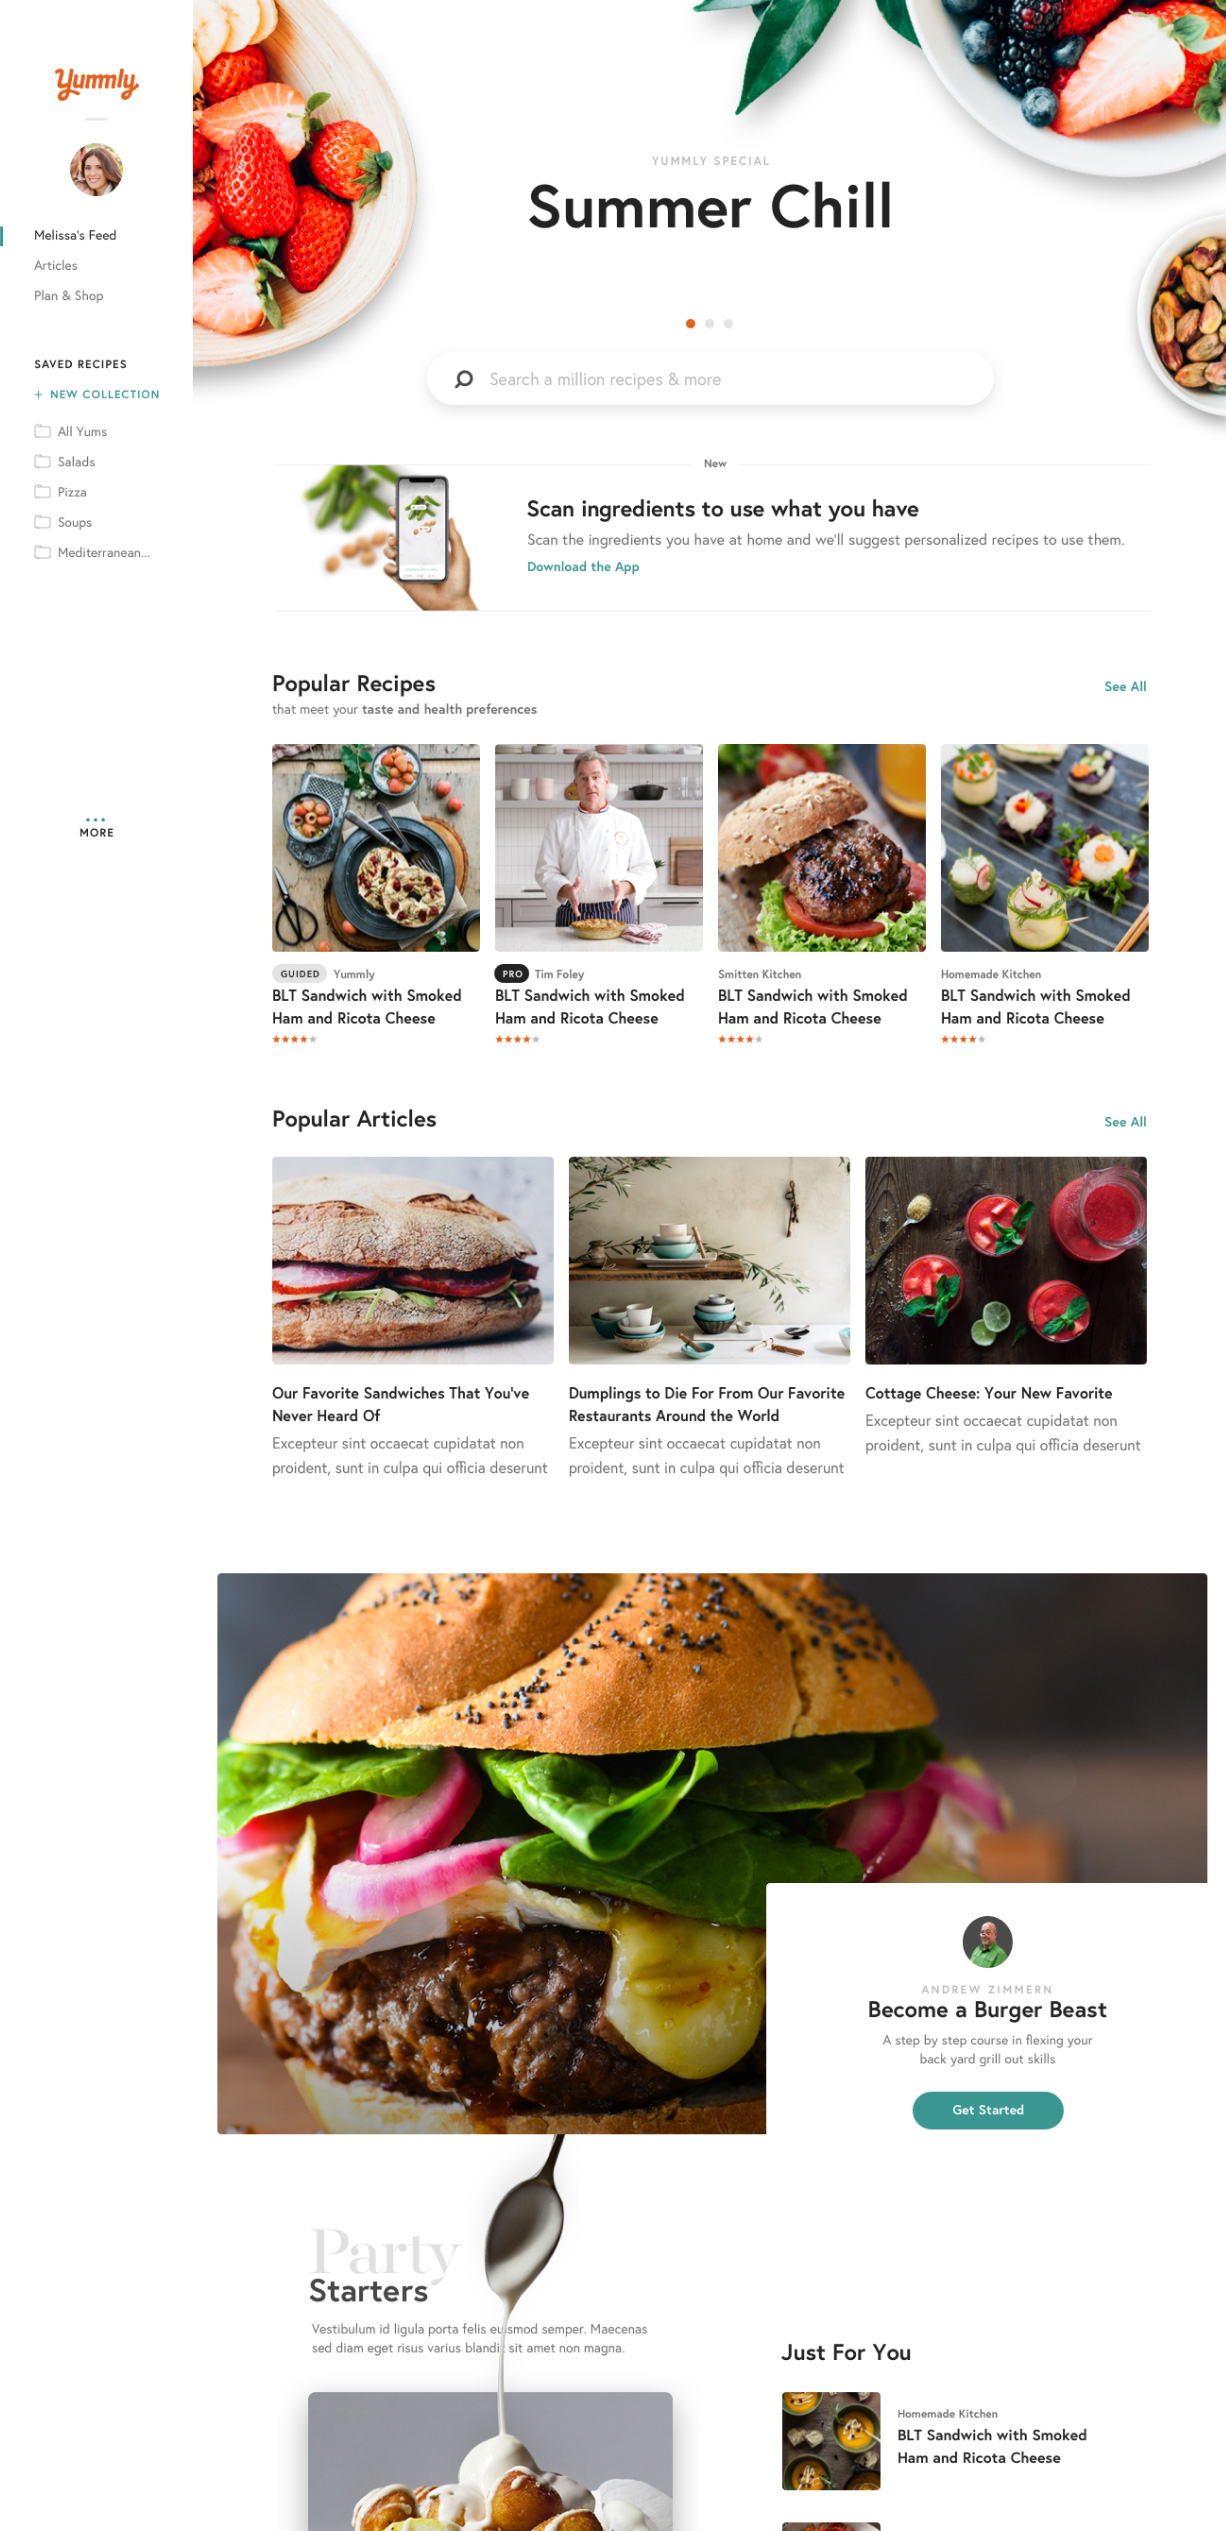 Yummly
Melissa's Feed
Articles
Plan & Shop
SAVED RECIPES
+ NEW COLLECTION
All Yums
Salads
Pizza
Soups
Mediterranean...
MORE
YUMMLY SPECIAL
Summer Chill
Search a million recipes & more
New
Scan ingredients to use what you have
Scan the ingredients you have at home and we'll suggest personalized recipes to use them.
Download the App
Popular Recipes
See All
that meet your taste and health preferences
GUIDED Yummly
BLT Sandwich with Smoked
Ham and Ricota Cheese
PRO Tim Foley
BLT Sandwich with Smoked
Ham and Ricota Cheese
Smitten Kitchen
BLT Sandwich with Smoked
Ham and Ricota Cheese
Homemade Kitchen
BLT Sandwich with Smoked
Ham and Ricota Cheese
Popular Articles
See All
Our Favorite Sandwiches That You've
Never Heard Of
Excepteur sint occaecat cupidatat non
proident, sunt in culpa qui officia deserunt
Dumplings to Die For From Our Favorite
Restaurants Around the World
Excepteur sint occaecat cupidatat non
proident, sunt in culpa qui officia deserunt
Cottage Cheese: Your New Favorite
Excepteur sint occaecat cupidatat non
proident, sunt in culpa qui officia deserunt
ANDREW ZIMMERN
Become a Burger Beast
A step by step course in flexing your
back yard grill out skills
Get Started
Party
Starters
Vestibulum id ligula porta felis euismod semper. Maecenas
sed diam eget risus varius blandit sit amet non magna.
Just For You
Homemade Kitchen
BLT Sandwich with Smoked
Ham and Ricota Cheese